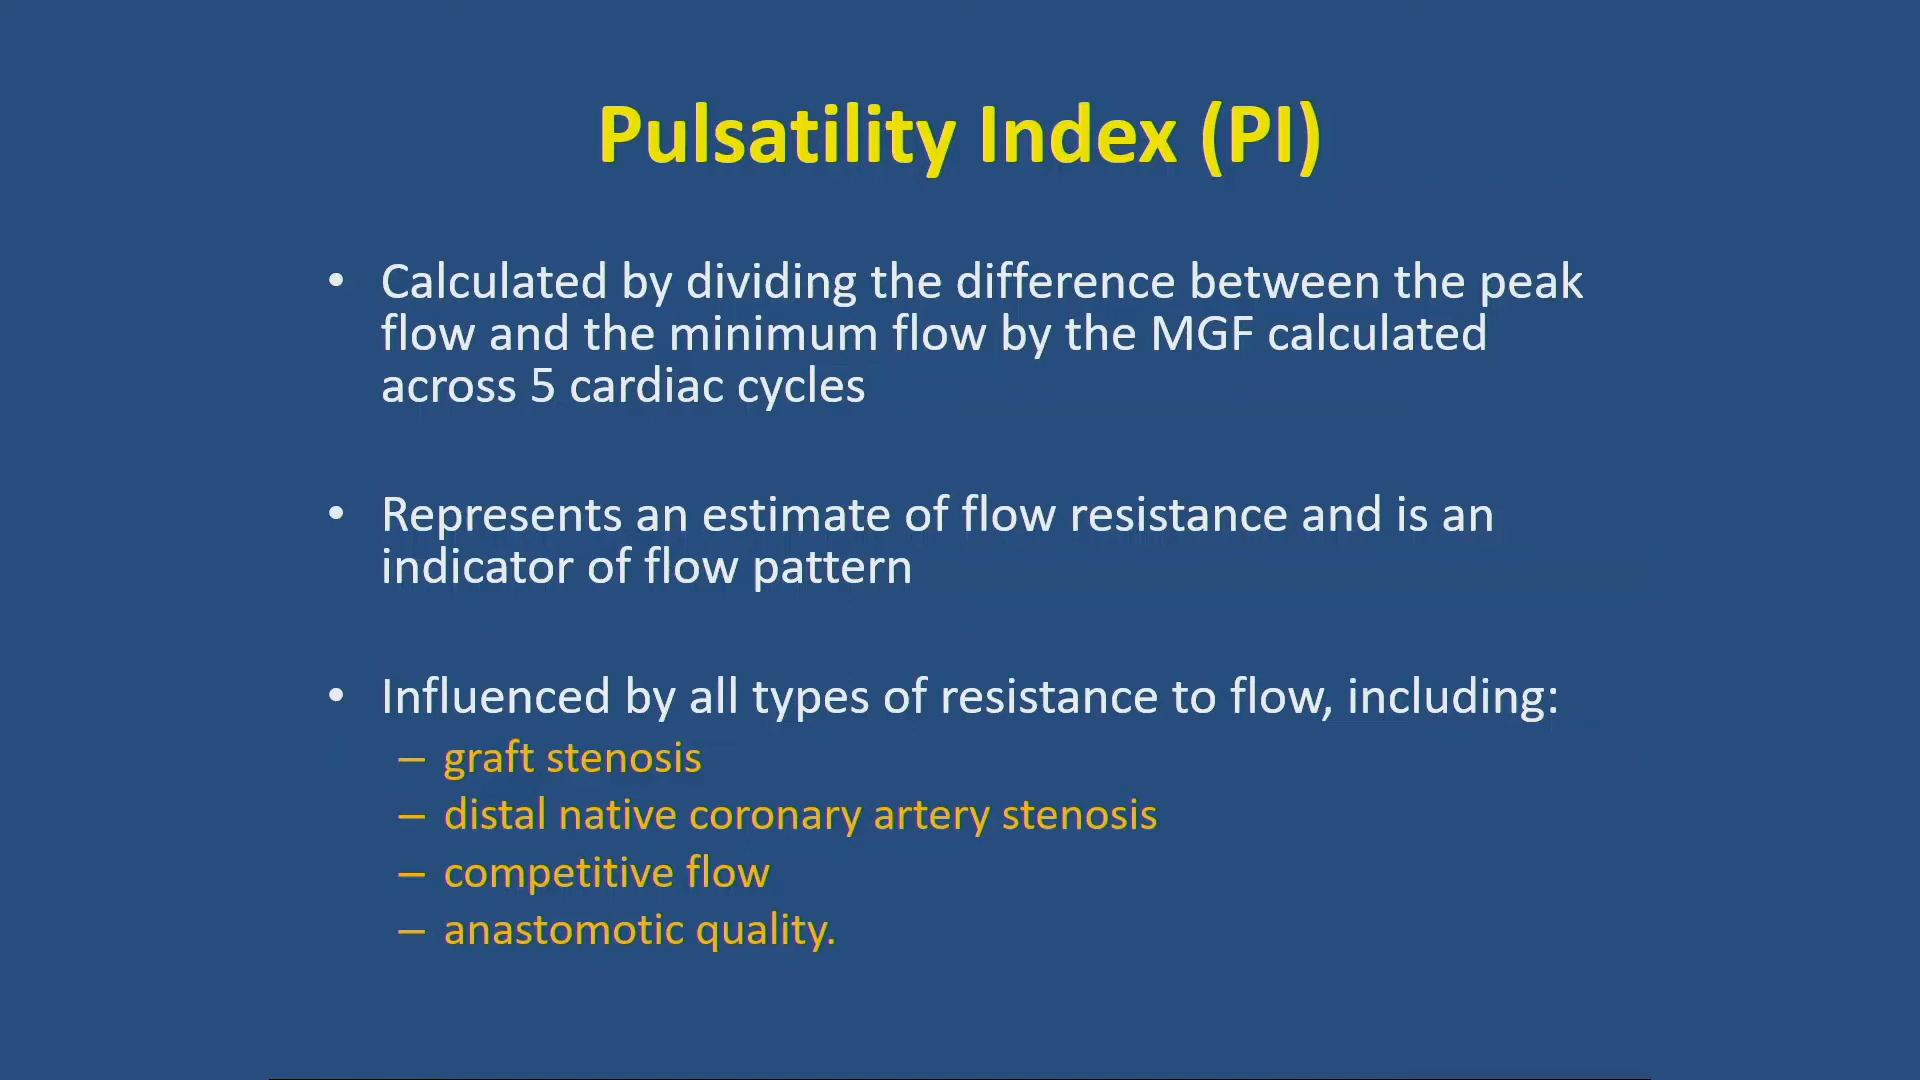 Pulsatility Index (PI)
• Calculated by dividing the difference between the peak
flow and the minimum flow by the MGF calculated
across 5 cardiac cycles
• Represents an estimate of flow resistance and is an
indicator of flow pattern
• Influenced by all types of resistance to flow, including:
– graft stenosis
– distal native coronary artery stenosis
– competitive flow
– anastomotic quality.